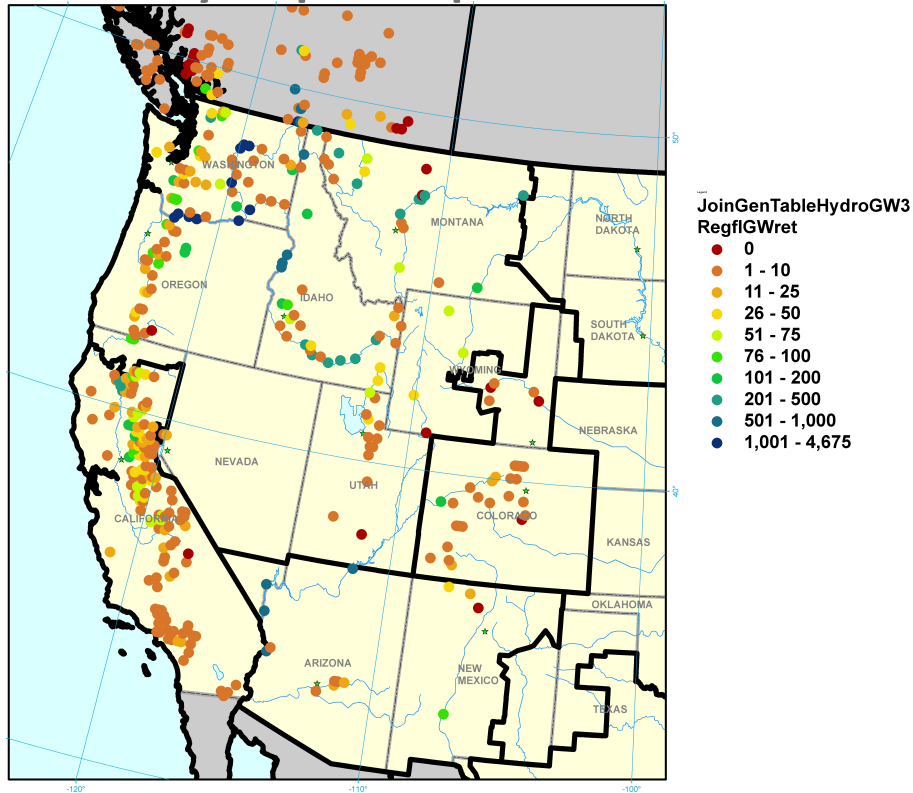 WASHINGTON
MONTANA
NORTH
DAKOTA
OREGON
IDAHO
SOUTH
DAKOTA
WYOMING
NEBRASKA
NEVADA
UTAH
COLORADO
CALIFORNIA
KANSAS
OKLAHOMA
ARIZONA
NEW
MEXICO
TEXAS
50°
40°
-120°
-110°
-100°
Legend
JoinGenTableHydroGW3
RegflGWret
0
1 - 10
11 - 25
26 - 50
51 - 75
76 - 100
101 - 200
201 - 500
501 - 1,000
1,001 - 4,675